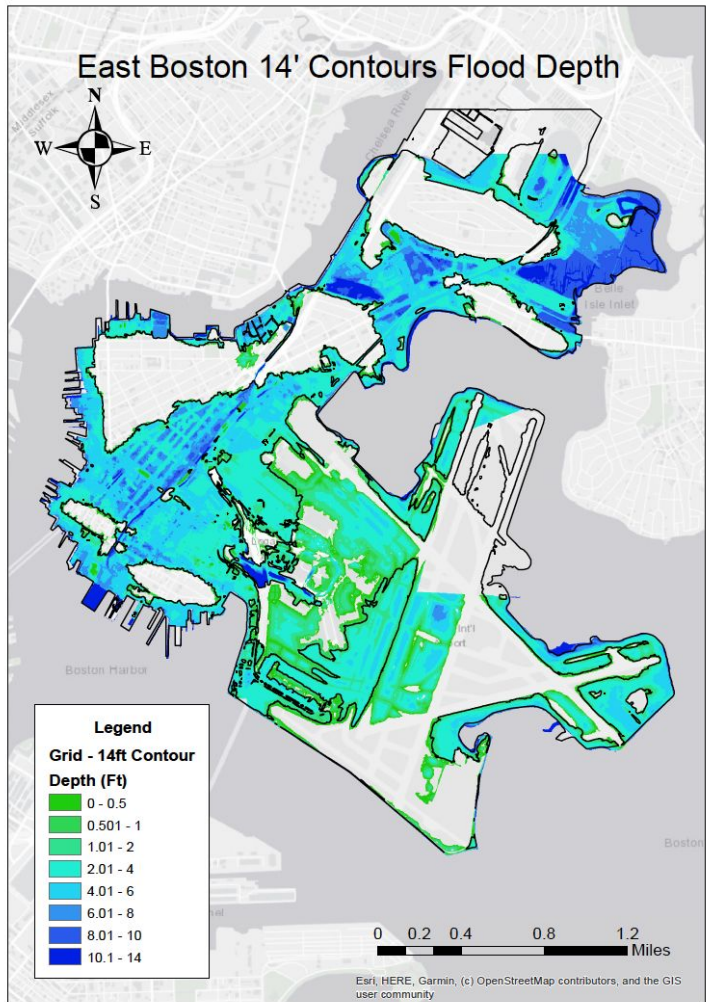 East Boston 14' Contours Flood Depth
Middlesex
Suffolk
N
W
E
S
Chelsea River
Belle
Isle Inlet
Int'l
Boston Harbor
Boston
Legend
Grid - 14ft Contour
Depth (Ft)
0 - 0.5
0.501 - 1
1.01 - 2
2.01 - 4
4.01 - 6
6.01 - 8
8.01 - 10
10.1 - 14
0 0.2 0.4 0.8 1.2
Miles
Esri, HERE, Garmin, (c) OpenStreetMap contributors, and the GIS
user community